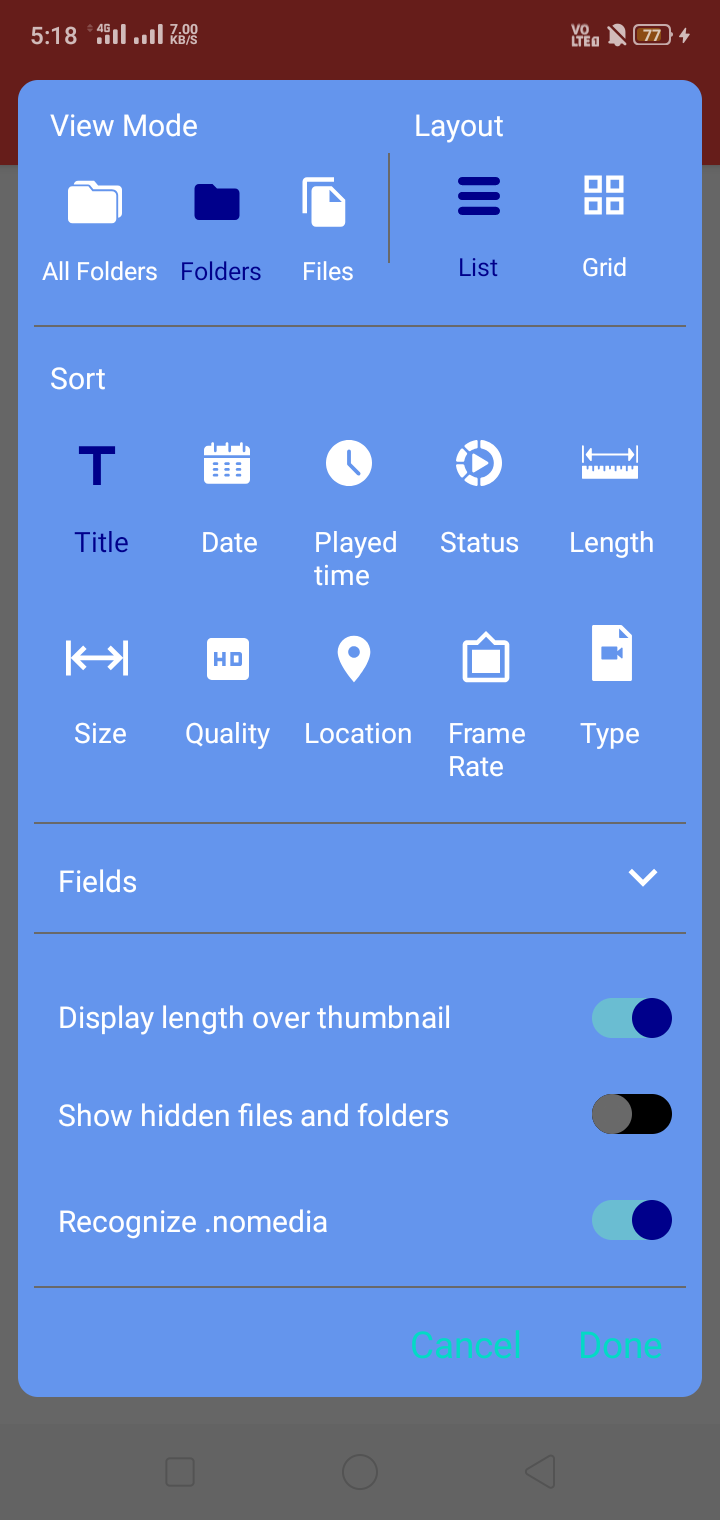 5:18 4G 7.00 KB/S VO LTE1 77
View Mode Layout
All Folders Folders Files List Grid
Sort
T
Title Date Played time Status Length
HD
Size Quality Location Frame Rate Type
Fields
Display length over thumbnail
Show hidden files and folders
Recognize .nomedia
Cancel Done